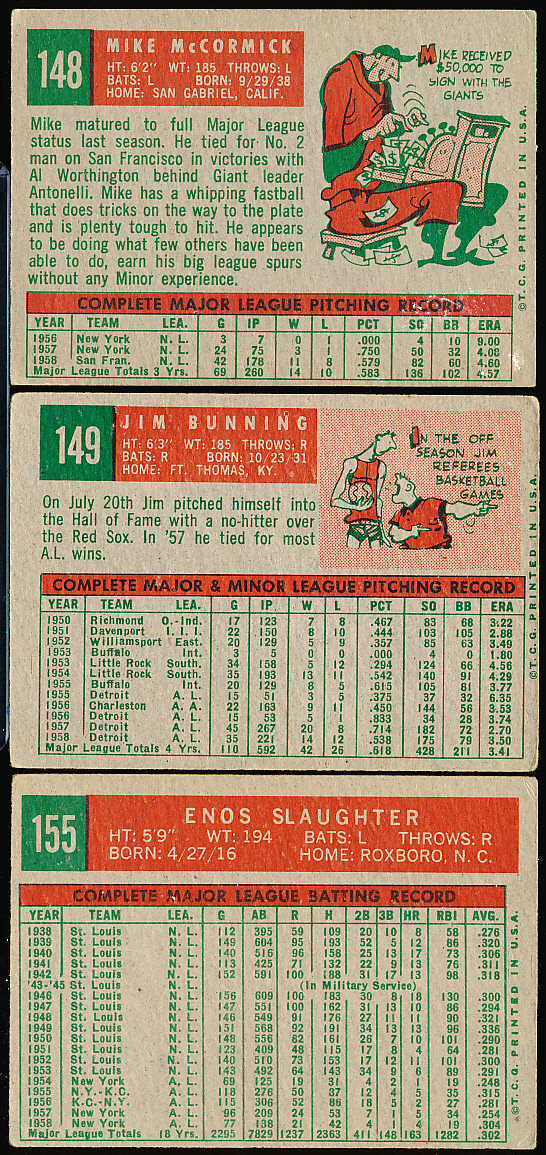 148
MIKE McCORMICK
HT: 6'2" WT: 185 THROWS: L
BATS: L BORN: 9/29/38
HOME: SAN GABRIEL, CALIF.
MIKE RECEIVED
$50,000 TO
SIGN WITH THE
GIANTS
Mike matured to full Major League
status last season. He tied for No. 2
man on San Francisco in victories with
Al Worthington behind Giant leader
Antonelli. Mike has a whipping fastball
that does tricks on the way to the plate
and is plenty tough to hit. He appears
to be doing what few others have been
able to do, earn his big league spurs
without any Minor experience.
©T.C.G. PRINTED IN U.S.A.
COMPLETE MAJOR LEAGUE PITCHING RECORD
YEAR TEAM LEA. G IP W L PCT SO BB ERA
1956 New York N. L. 3 7 0 1 .000 4 10 9.00
1957 New York N. L. 24 75 3 1 .750 50 32 4.08
1958 San Fran. N. L. 42 178 11 8 .579 82 60 4.60
Major League Totals 3 Yrs. 69 260 14 10 .583 136 102 4.57
149
JIM BUNNING
HT: 6'3" WT: 185 THROWS: R
BATS: R BORN: 10/23/31
HOME: FT. THOMAS, KY.
IN THE OFF
SEASON JIM
REFEREES
BASKETBALL
GAMES
On July 20th Jim pitched himself into
the Hall of Fame with a no-hitter over
the Red Sox. In '57 he tied for most
A.L. wins.
©T.C.G. PRINTED IN U.S.A.
COMPLETE MAJOR & MINOR LEAGUE PITCHING RECORD
YEAR TEAM LEA. G IP W L PCT SO BB ERA
1950 Richmond O.-Ind. 17 123 7 8 .467 83 68 3.22
1951 Davenport I. I. I. 22 150 8 10 .444 103 105 2.88
1952 Williamsport East. 20 129 5 9 .357 85 63 3.49
1953 Buffalo Int. 3 5 0 0 .000 4 0 1.80
1953 Little Rock South. 34 158 5 12 .294 124 66 4.56
1954 Little Rock South. 35 193 13 11 .542 140 91 4.29
1955 Buffalo Int. 20 129 8 5 .615 105 81 3.77
1955 Detroit A. L. 15 51 3 5 .375 37 32 6.35
1956 Charleston A. A. 22 163 9 11 .450 144 56 3.53
1956 Detroit A. L. 15 53 5 1 .833 34 28 3.74
1957 Detroit A. L. 45 267 20 8 .714 182 72 2.70
1958 Detroit A. L. 35 221 14 12 .538 175 79 3.50
Major League Totals 4 Yrs. 110 592 42 26 .618 428 211 3.41
155
ENOS SLAUGHTER
HT: 5'9" WT: 194 BATS: L THROWS: R
BORN: 4/27/16 HOME: ROXBORO, N. C.
COMPLETE MAJOR LEAGUE BATTING RECORD
YEAR TEAM LEA. G AB R H 2B 3B HR RBI AVG.
1938 St. Louis N. L. 112 395 59 109 20 10 8 58 .276
1939 St. Louis N. L. 149 604 95 193 52 5 12 86 .320
1940 St. Louis N. L. 140 516 96 158 25 13 17 73 .306
1941 St. Louis N. L. 113 425 71 132 22 9 13 76 .311
1942 St. Louis N. L. 152 591 100 188 31 17 13 98 .318
'43-'45 St. Louis N. L. (In Military Service)
1946 St. Louis N. L. 156 609 100 183 30 8 18 130 .300
1947 St. Louis N. L. 147 551 100 162 31 13 10 86 .294
1948 St. Louis N. L. 146 549 91 176 27 11 11 90 .321
1949 St. Louis N. L. 151 568 92 191 34 13 13 96 .336
1950 St. Louis N. L. 148 556 82 161 26 7 10 101 .290
1951 St. Louis N. L. 123 409 48 115 17 8 4 64 .281
1952 St. Louis N. L. 140 510 73 153 17 12 11 101 .300
1953 St. Louis N. L. 143 492 64 143 34 9 6 89 .291
1954 New York A. L. 69 125 19 31 4 2 1 19 .248
1955 N.Y.-K.C. A. L. 118 276 50 87 12 4 5 35 .315
1956 K.C.-N.Y. A. L. 115 306 52 86 18 5 2 27 .281
1957 New York A. L. 96 209 24 53 7 1 5 34 .254
1958 New York A. L. 77 138 21 42 4 1 4 19 .304
Major League Totals 18 Yrs. 2295 7829 1237 2363 411 148 163 1282 .302
©T.C.G. PRINTED IN U.S.A.